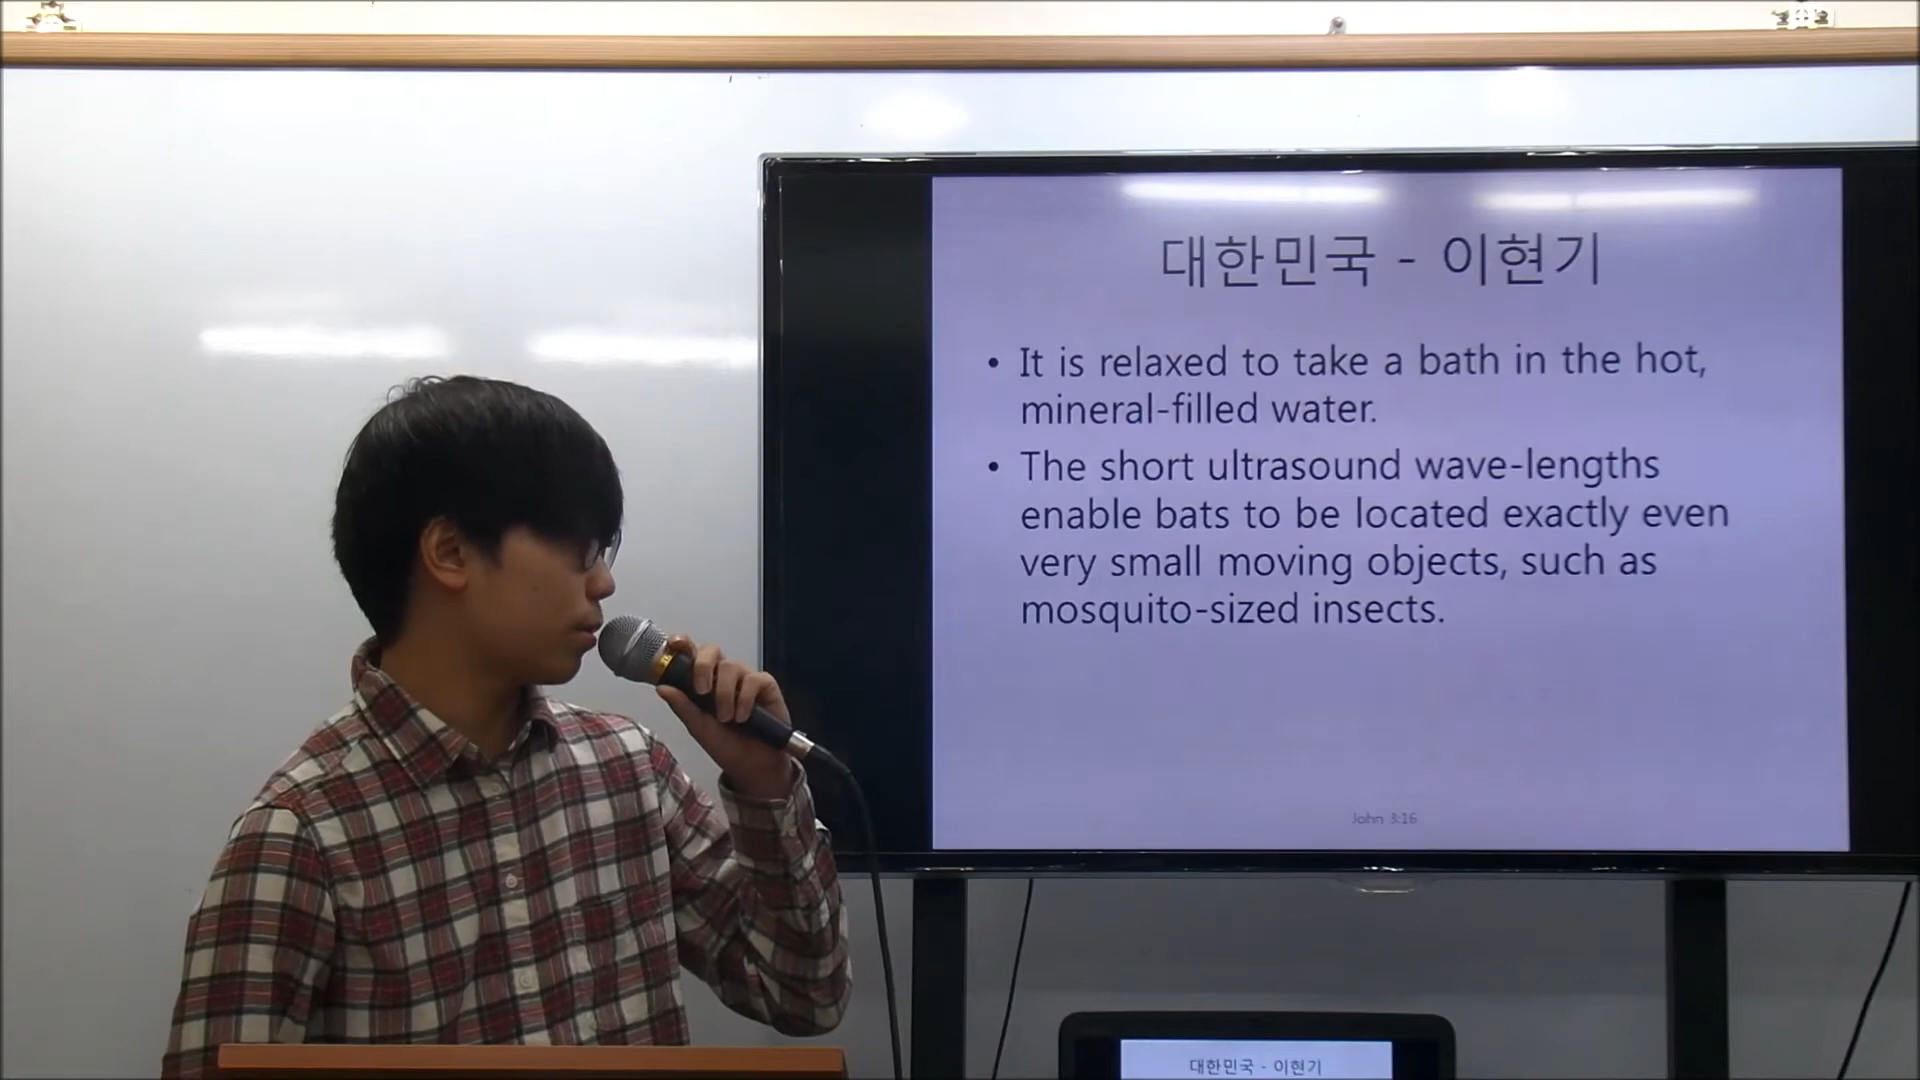 대한민국 - 이현기
• It is relaxed to take a bath in the hot,
mineral-filled water.
• The short ultrasound wave-lengths
enable bats to be located exactly even
very small moving objects, such as
mosquito-sized insects.
John 3:16
대한민국 - 이현기